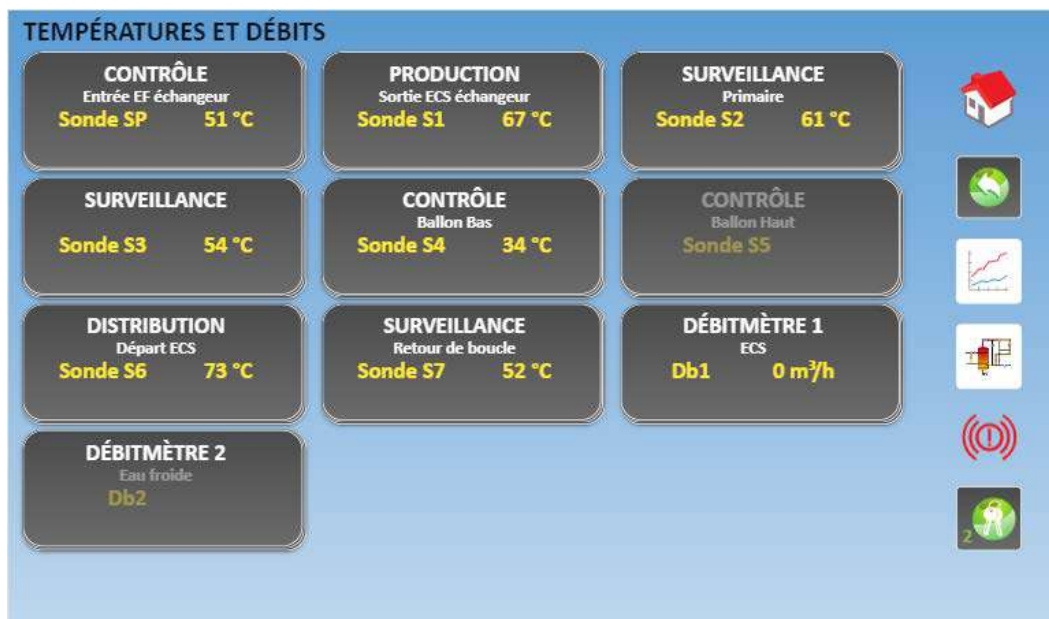 TEMPÉRATURES ET DÉBITS
CONTRÔLE
Entrée EF échangeur
Sonde SP 51 °C
PRODUCTION
Sortie ECS échangeur
Sonde S1 67 °C
SURVEILLANCE
Primaire
Sonde S2 61 °C
SURVEILLANCE
Sonde S3 54 °C
CONTRÔLE
Ballon Bas
Sonde S4 34 °C
CONTRÔLE
Ballon Haut
Sonde S5
DISTRIBUTION
Départ ECS
Sonde S6 73 °C
SURVEILLANCE
Retour de boucle
Sonde S7 52 °C
DÉBITMÈTRE 1
ECS
Db1 0 m³/h
DÉBITMÈTRE 2
Eau froide
Db2
2